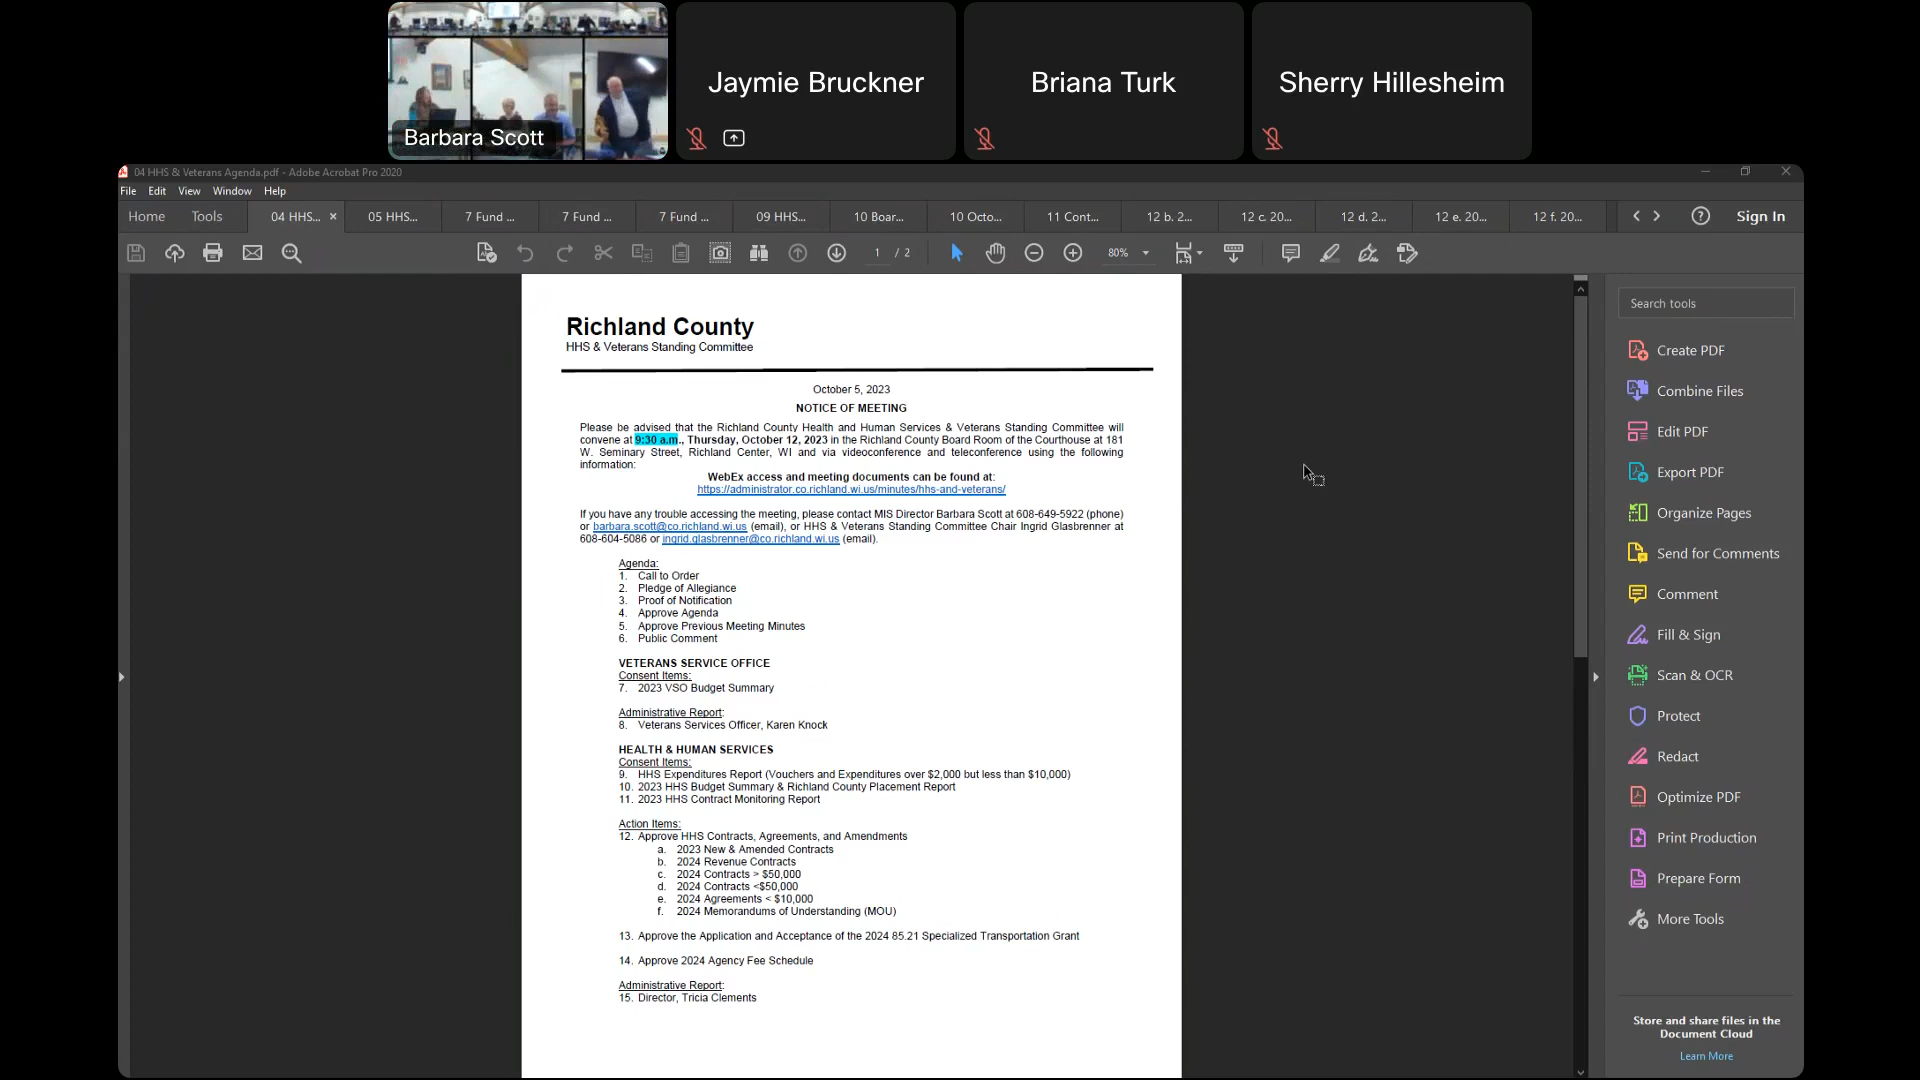 Barbara Scott
Jaymie Bruckner
Briana Turk
Sherry Hillesheim
04 HHS & Veterans Agenda.pdf - Adobe Acrobat Pro 2020
File Edit View Window Help
Home Tools 04 HHS... × 05 HHS... 7 Fund ... 7 Fund ... 7 Fund ... 09 HHS... 10 Boar... 10 Octo... 11 Cont... 12 b. 2... 12 c. 20... 12 d. 2... 12 e. 20... 12 f. 20... Sign In
1 / 2 80%
Richland County
HHS & Veterans Standing Committee
October 5, 2023
NOTICE OF MEETING
Please be advised that the Richland County Health and Human Services & Veterans Standing Committee will
convene at 9:30 a.m., Thursday, October 12, 2023 in the Richland County Board Room of the Courthouse at 181
W. Seminary Street, Richland Center, WI and via videoconference and teleconference using the following
information:
WebEx access and meeting documents can be found at:
https://administrator.co.richland.wi.us/minutes/hhs-and-veterans/
If you have any trouble accessing the meeting, please contact MIS Director Barbara Scott at 608-649-5922 (phone)
or barbara.scott@co.richland.wi.us (email), or HHS & Veterans Standing Committee Chair Ingrid Glasbrenner at
608-604-5086 or ingrid.glasbrenner@co.richland.wi.us (email).
Agenda:
1. Call to Order
2. Pledge of Allegiance
3. Proof of Notification
4. Approve Agenda
5. Approve Previous Meeting Minutes
6. Public Comment
VETERANS SERVICE OFFICE
Consent Items:
7. 2023 VSO Budget Summary
Administrative Report:
8. Veterans Services Officer, Karen Knock
HEALTH & HUMAN SERVICES
Consent Items:
9. HHS Expenditures Report (Vouchers and Expenditures over $2,000 but less than $10,000)
10. 2023 HHS Budget Summary & Richland County Placement Report
11. 2023 HHS Contract Monitoring Report
Action Items:
12. Approve HHS Contracts, Agreements, and Amendments
a. 2023 New & Amended Contracts
b. 2024 Revenue Contracts
c. 2024 Contracts > $50,000
d. 2024 Contracts <$50,000
e. 2024 Agreements < $10,000
f. 2024 Memorandums of Understanding (MOU)
13. Approve the Application and Acceptance of the 2024 85.21 Specialized Transportation Grant
14. Approve 2024 Agency Fee Schedule
Administrative Report:
15. Director, Tricia Clements
Search tools
Create PDF
Combine Files
Edit PDF
Export PDF
Organize Pages
Send for Comments
Comment
Fill & Sign
Scan & OCR
Protect
Redact
Optimize PDF
Print Production
Prepare Form
More Tools
Store and share files in the
Document Cloud
Learn More